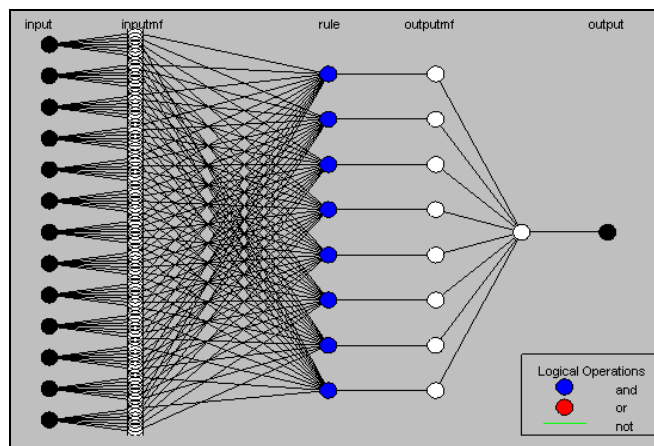 input inputmf rule outputmf output
Logical Operations
and
or
not